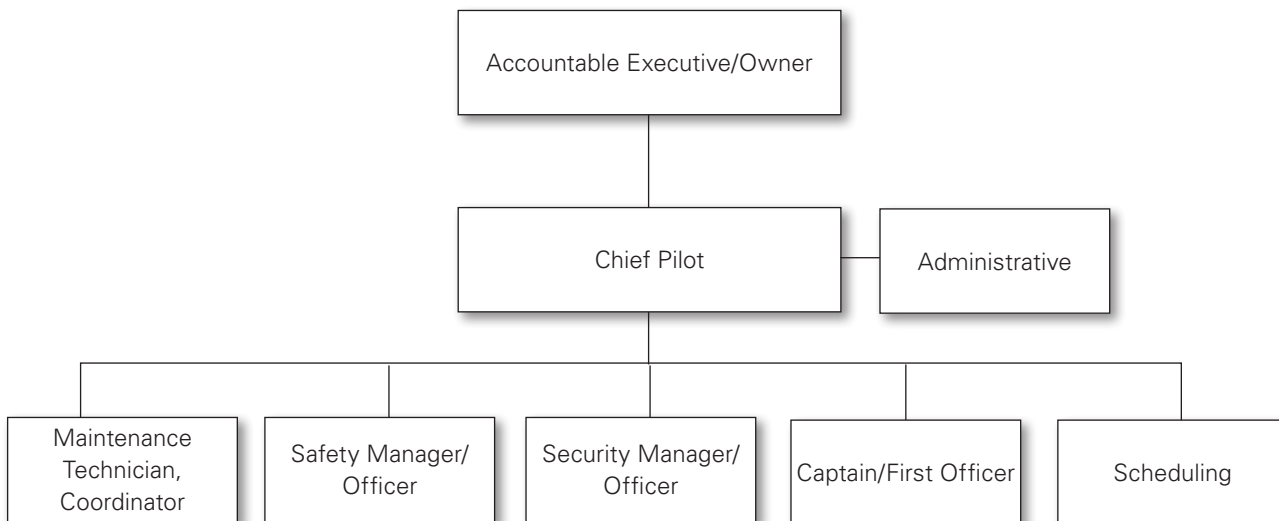 Accountable Executive/Owner
Chief Pilot
Administrative
Maintenance
Technician,
Coordinator
Safety Manager/
Officer
Security Manager/
Officer
Captain/First Officer
Scheduling